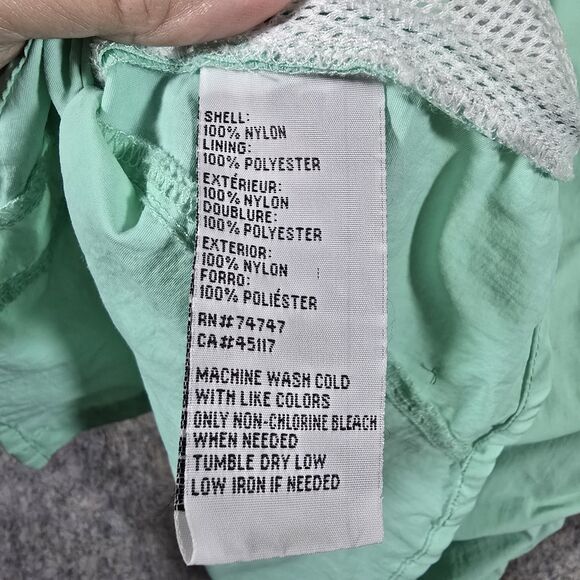 SHELL:
100% NYLON
LINING:
100% POLYESTER
EXTÉRIEUR:
100% NYLON
DOUBLURE:
100% POLYESTER
EXTERIOR:
100% NYLON
FORRO:
100% POLIÉSTER
RN#74747
CA#45117
MACHINE WASH COLD
WITH LIKE COLORS
ONLY NON-CHLORINE BLEACH
WHEN NEEDED
TUMBLE DRY LOW
LOW IRON IF NEEDED